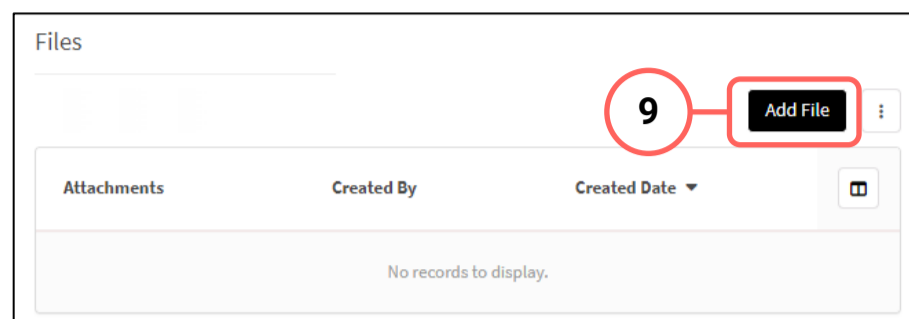 Files
9 Add File
Attachments Created By Created Date
No records to display.